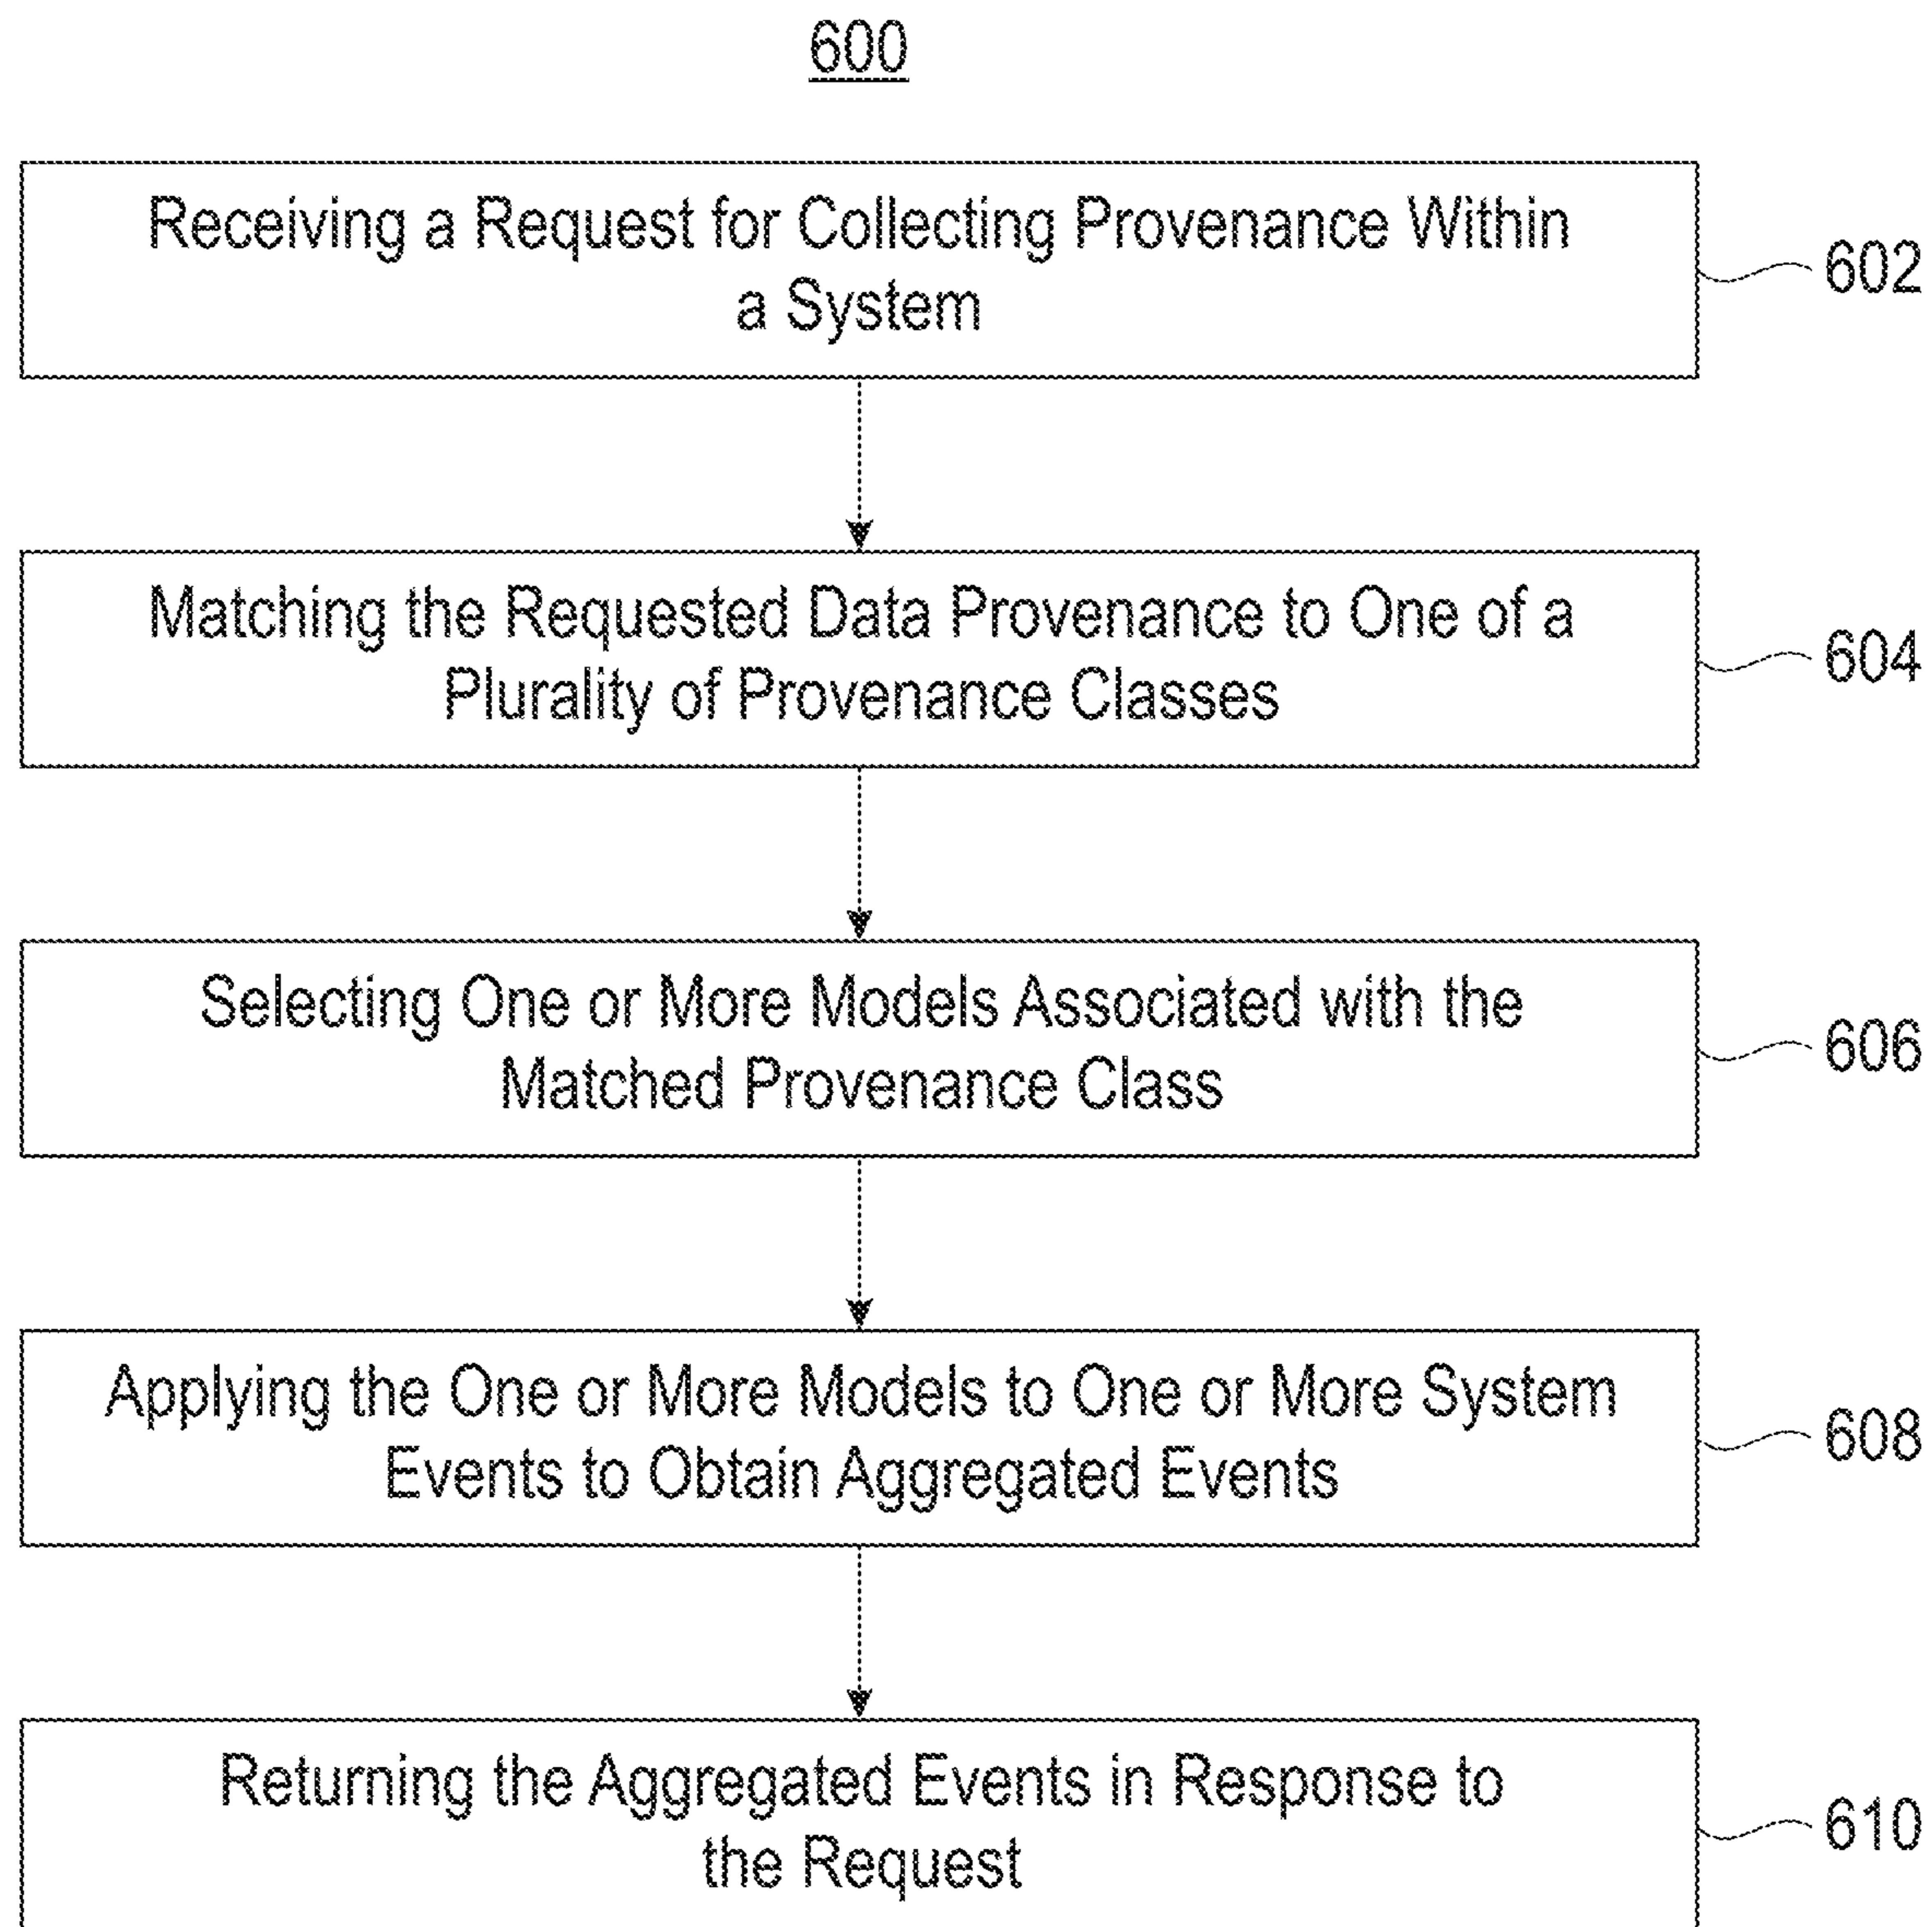 600
Receiving a Request for Collecting Provenance Within
a System
602
Matching the Requested Data Provenance to One of a
Plurality of Provenance Classes
604
Selecting One or More Models Associated with the
Matched Provenance Class
606
Applying the One or More Models to One or More System
Events to Obtain Aggregated Events
608
Returning the Aggregated Events in Response to
the Request
610